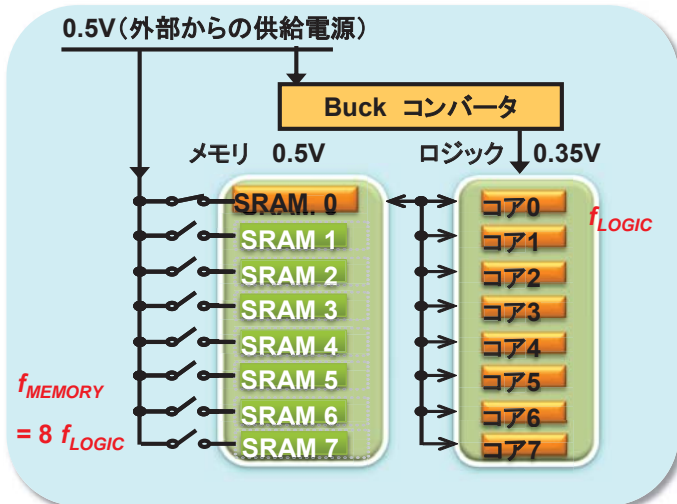 0.5V(外部からの供給電源)
Buck コンバータ
メモリ 0.5V
ロジック 0.35V
SRAM. 0
SRAM 1
SRAM 2
SRAM 3
SRAM 4
SRAM 5
SRAM 6
SRAM 7
コア0
コア1
コア2
コア3
コア4
コア5
コア6
コア7
fLOGIC
fMEMORY
= 8 fLOGIC